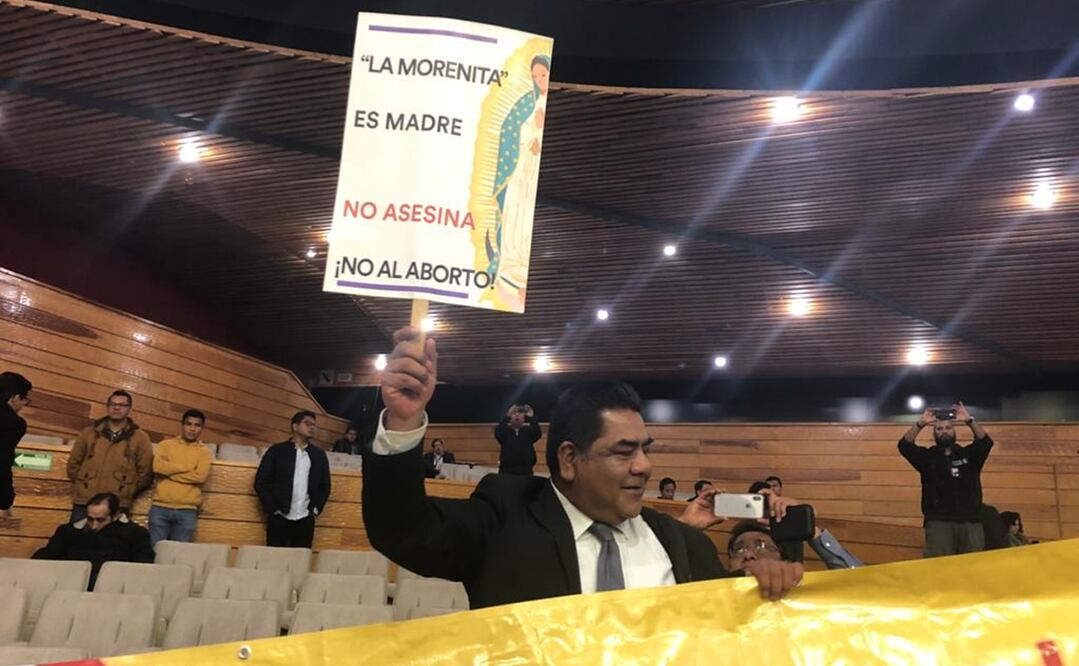 “LA MORENITA”
ES MADRE
NO ASESINA
¡NO AL ABORTO!